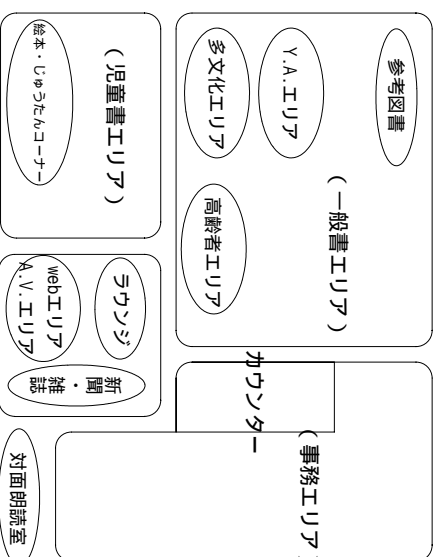 参考図書
Y.A.エリア
多文化エリア
(一般書エリア)
高齢者エリア
(児童書エリア)
絵本・じゅうたんコーナー
ラウンジ
webエリア
A.V.エリア
新聞・
雑誌
カウンター
(事務エリア)
対面朗読室